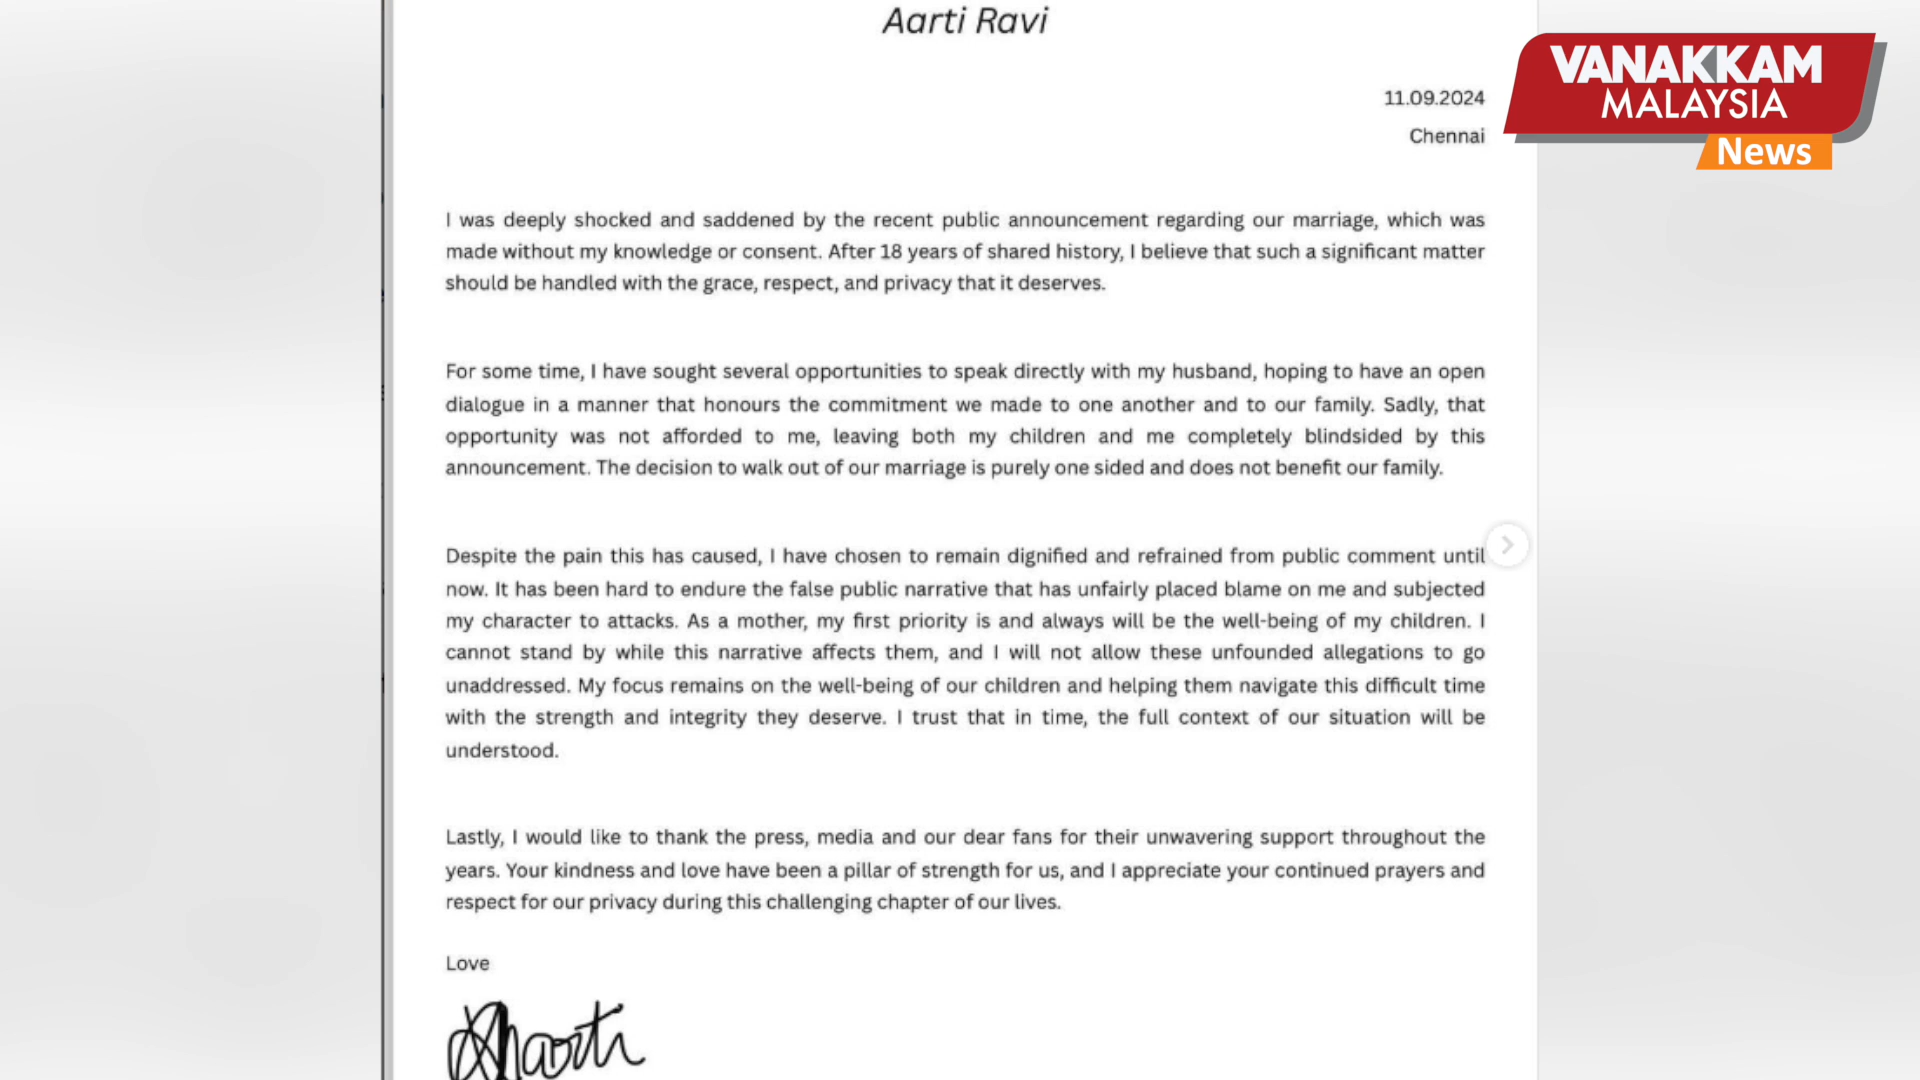 Aarti Ravi
VANAKKAM
MALAYSIA
News
11.09.2024
Chennai
I was deeply shocked and saddened by the recent public announcement regarding our marriage, which was
made without my knowledge or consent. After 18 years of shared history, I believe that such a significant matter
should be handled with the grace, respect, and privacy that it deserves.
For some time, I have sought several opportunities to speak directly with my husband, hoping to have an open
dialogue in a manner that honours the commitment we made to one another and to our family. Sadly, that
opportunity was not afforded to me, leaving both my children and me completely blindsided by this
announcement. The decision to walk out of our marriage is purely one sided and does not benefit our family.
Despite the pain this has caused, I have chosen to remain dignified and refrained from public comment until
now. It has been hard to endure the false public narrative that has unfairly placed blame on me and subjected
my character to attacks. As a mother, my first priority is and always will be the well-being of my children. I
cannot stand by while this narrative affects them, and I will not allow these unfounded allegations to go
unaddressed. My focus remains on the well-being of our children and helping them navigate this difficult time
with the strength and integrity they deserve. I trust that in time, the full context of our situation will be
understood.
Lastly, I would like to thank the press, media and our dear fans for their unwavering support throughout the
years. Your kindness and love have been a pillar of strength for us, and I appreciate your continued prayers and
respect for our privacy during this challenging chapter of our lives.
Love